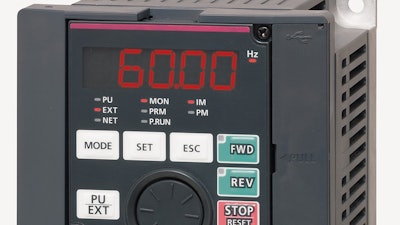 60.00
Hz
PU MON IM
EXT PRM PM
NET P.RUN
MODE SET ESC FWD
REV
PULL
PU
EXT
STOP
RESET